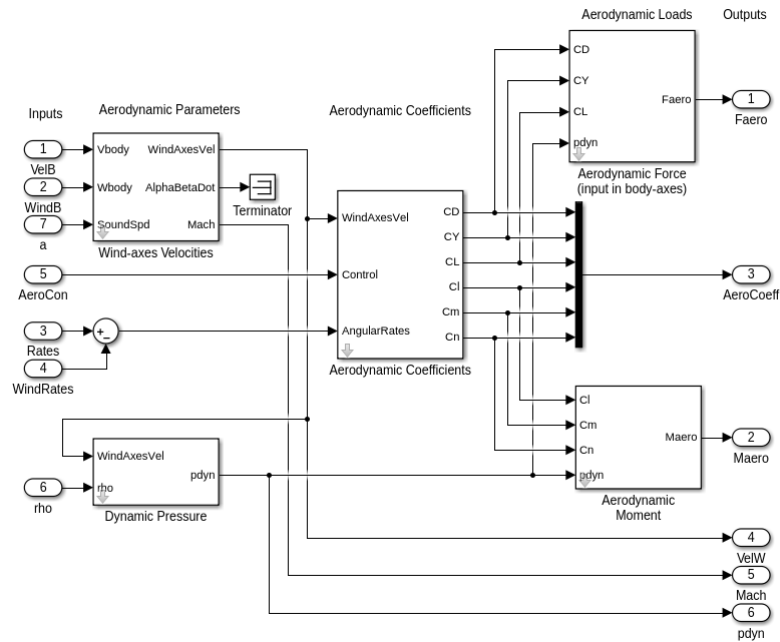 Aerodynamic Loads
Outputs
CD
CY
CL
pdyn
Faero
1
Faero
Aerodynamic Force
(input in body-axes)
Inputs
Aerodynamic Parameters
Aerodynamic Coefficients
1
VelB
2
WindB
7
a
Vbody
Wbody
SoundSpd
WindAxesVel
AlphaBetaDot
Mach
Wind-axes Velocities
Terminator
5
AeroCon
3
Rates
4
WindRates
+
−
WindAxesVel
Control
AngularRates
CD
CY
CL
Cl
Cm
Cn
Aerodynamic Coefficients
3
AeroCoeff
Cl
Cm
Cn
pdyn
Maero
2
Maero
Aerodynamic
Moment
WindAxesVel
rho
pdyn
6
rho
Dynamic Pressure
4
VelW
5
Mach
6
pdyn